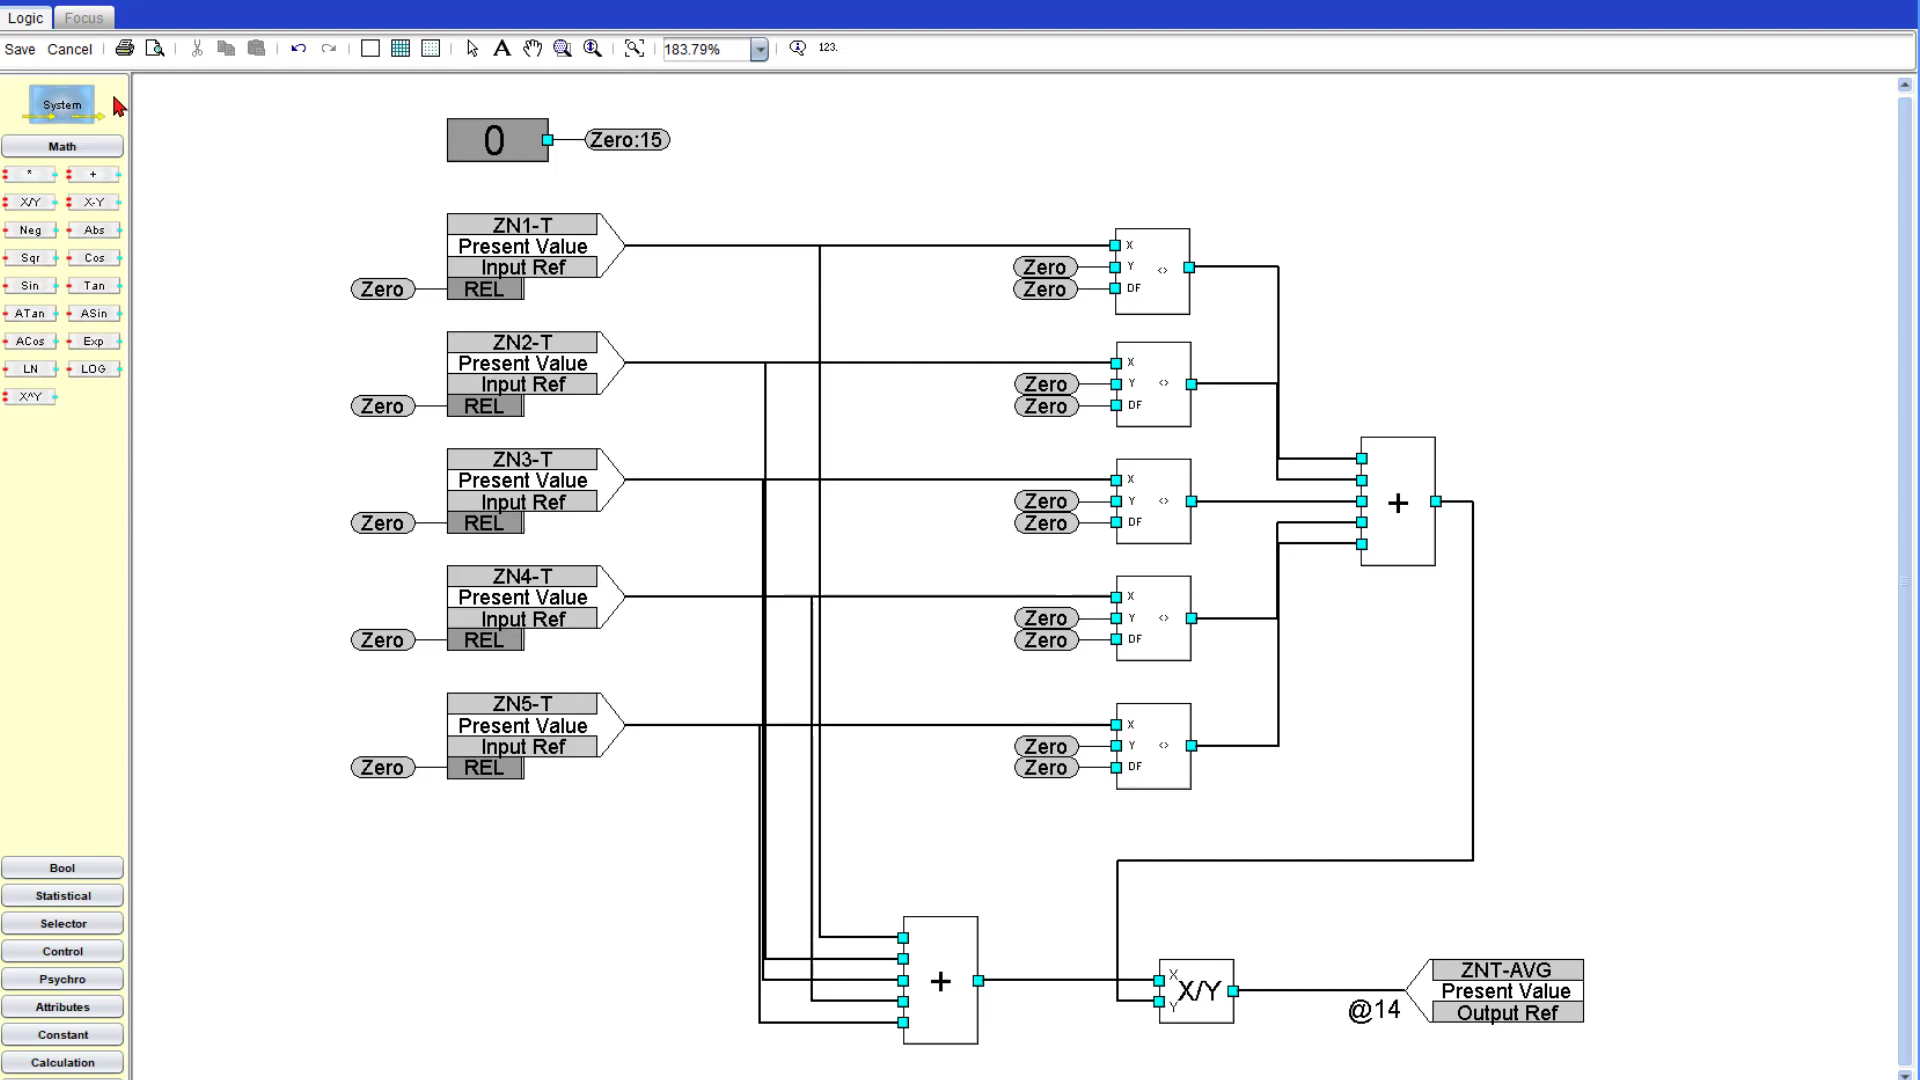 Logic Focus
Save Cancel A 183.79% 123.
System
Math
* +
X/Y X-Y
Neg Abs
Sqr Cos
Sin Tan
ATan ASin
ACos Exp
LN LOG
X^Y
Bool
Statistical
Selector
Control
Psychro
Attributes
Constant
Calculation
0 Zero:15
ZN1-T
Present Value
Input Ref
Zero REL
X
Zero Y <>
Zero DF
ZN2-T
Present Value
Input Ref
Zero REL
X
Zero Y <>
Zero DF
ZN3-T
Present Value
Input Ref
Zero REL
X
Zero Y <>
Zero DF
+
ZN4-T
Present Value
Input Ref
Zero REL
X
Zero Y <>
Zero DF
ZN5-T
Present Value
Input Ref
Zero REL
X
Zero Y <>
Zero DF
+
X
X/Y
Y
@14
ZNT-AVG
Present Value
Output Ref